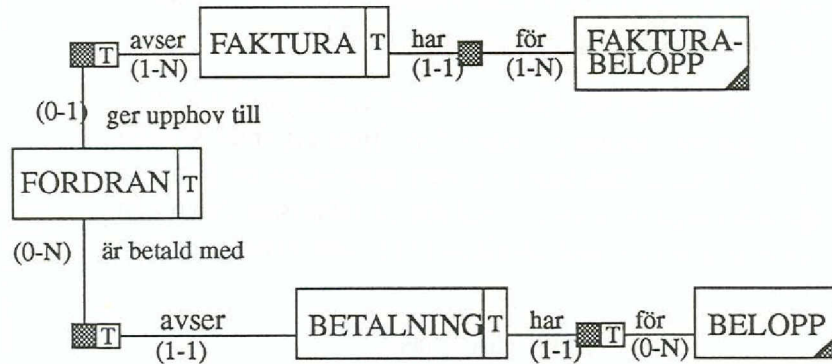 avser
FAKTURA
T
har
för
FAKTURA-
BELOPP
T
(1-N)
(1-1)
(1-N)
(0-1)
ger upphov till
FORDRAN
T
(0-N)
är betald med
T
avser
(1-1)
BETALNING
T
har
(1-1)
T
för
(0-N)
BELOPP